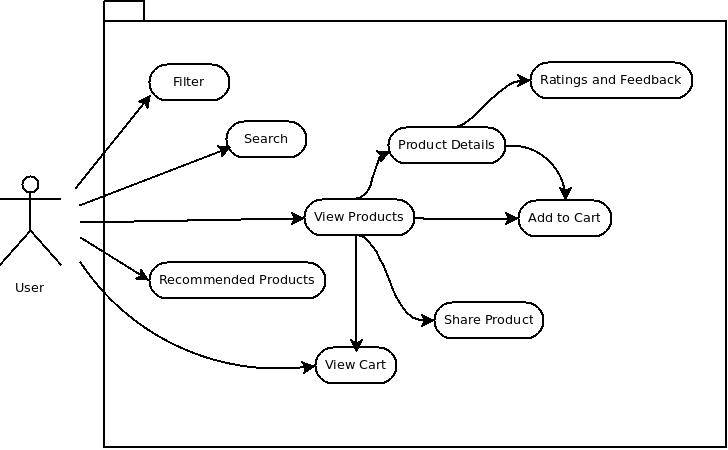 Filter
Ratings and Feedback
Search
Product Details
View Products
Add to Cart
Recommended Products
User
Share Product
View Cart